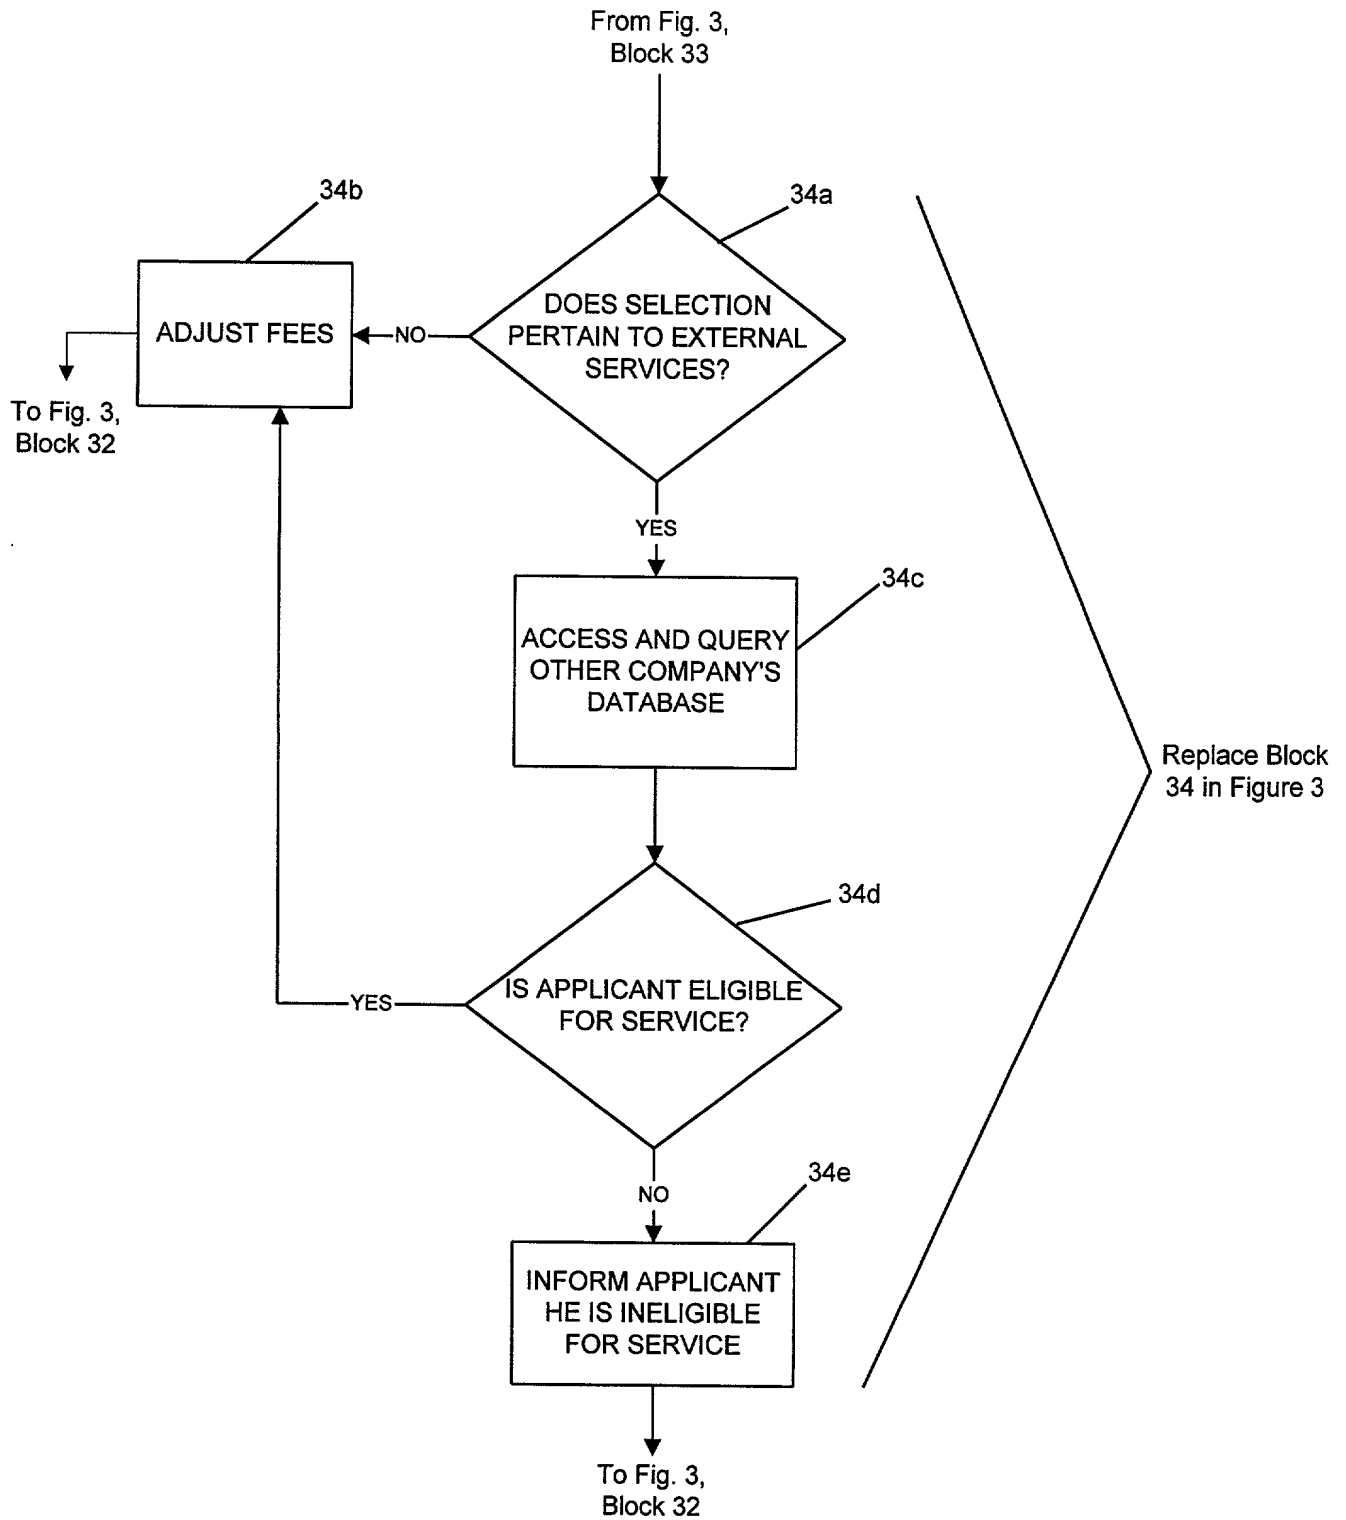 From Fig. 3,
Block 33
34b
34a
DOES SELECTION
PERTAIN TO EXTERNAL
SERVICES?
ADJUST FEES
NO
To Fig. 3,
Block 32
YES
34c
ACCESS AND QUERY
OTHER COMPANY'S
DATABASE
Replace Block
34 in Figure 3
34d
IS APPLICANT ELIGIBLE
FOR SERVICE?
YES
NO
34e
INFORM APPLICANT
HE IS INELIGIBLE
FOR SERVICE
To Fig. 3,
Block 32